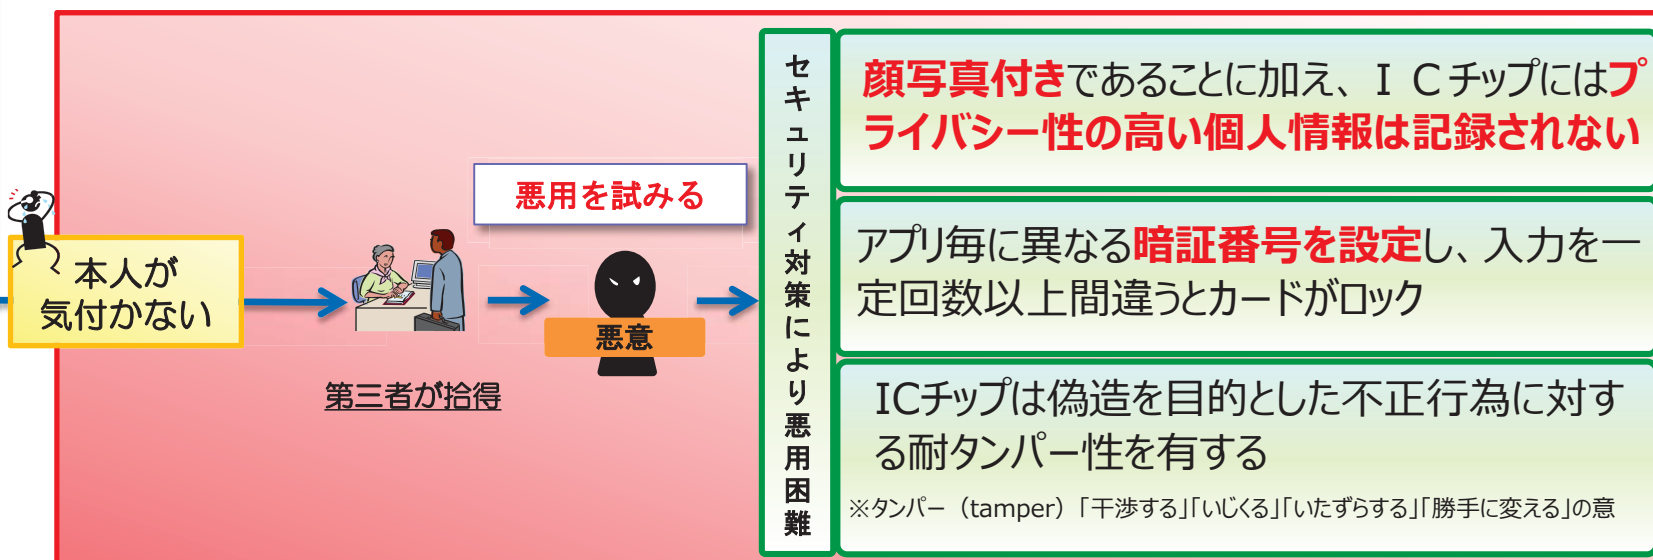 本人が
気付かない
第三者が拾得
悪用を試みる
悪意
セキュリティ対策により悪用困難
顔写真付きであることに加え、ＩＣチップにはプ
ライバシー性の高い個人情報は記録されない
アプリ毎に異なる暗証番号を設定し、入力を一
定回数以上間違うとカードがロック
ICチップは偽造を目的とした不正行為に対す
る耐タンパー性を有する
※タンパー（tamper）「干渉する」「いじくる」「いたずらする」「勝手に変える」の意